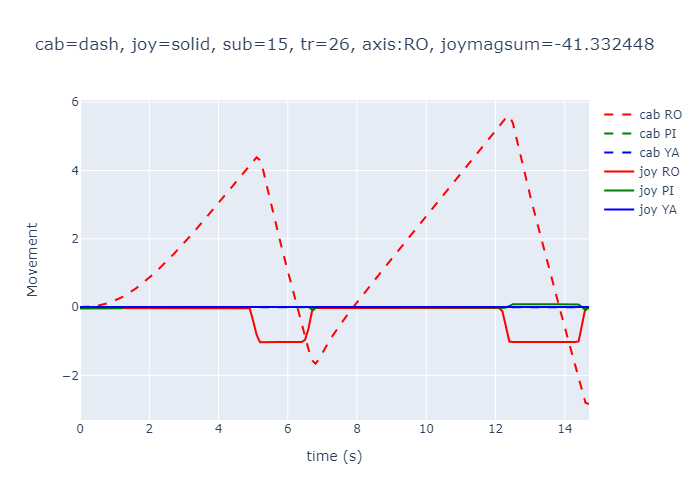 cab=dash, joy=solid, sub=15, tr=26, axis:RO, joymagsum=-41.332448
6
4
2
0
−2
Movement
0 2 4 6 8 10 12 14
time (s)
cab RO
cab PI
cab YA
joy RO
joy PI
joy YA